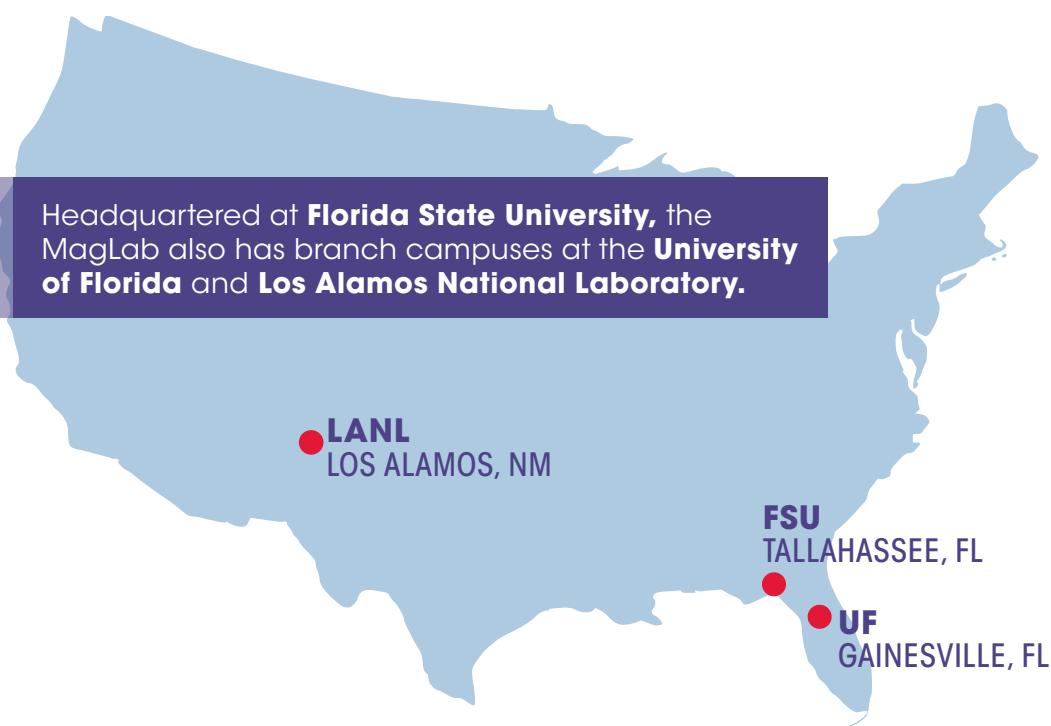 Headquartered at Florida State University, the
MagLab also has branch campuses at the University
of Florida and Los Alamos National Laboratory.
LANL
LOS ALAMOS, NM
FSU
TALLAHASSEE, FL
UF
GAINESVILLE, FL